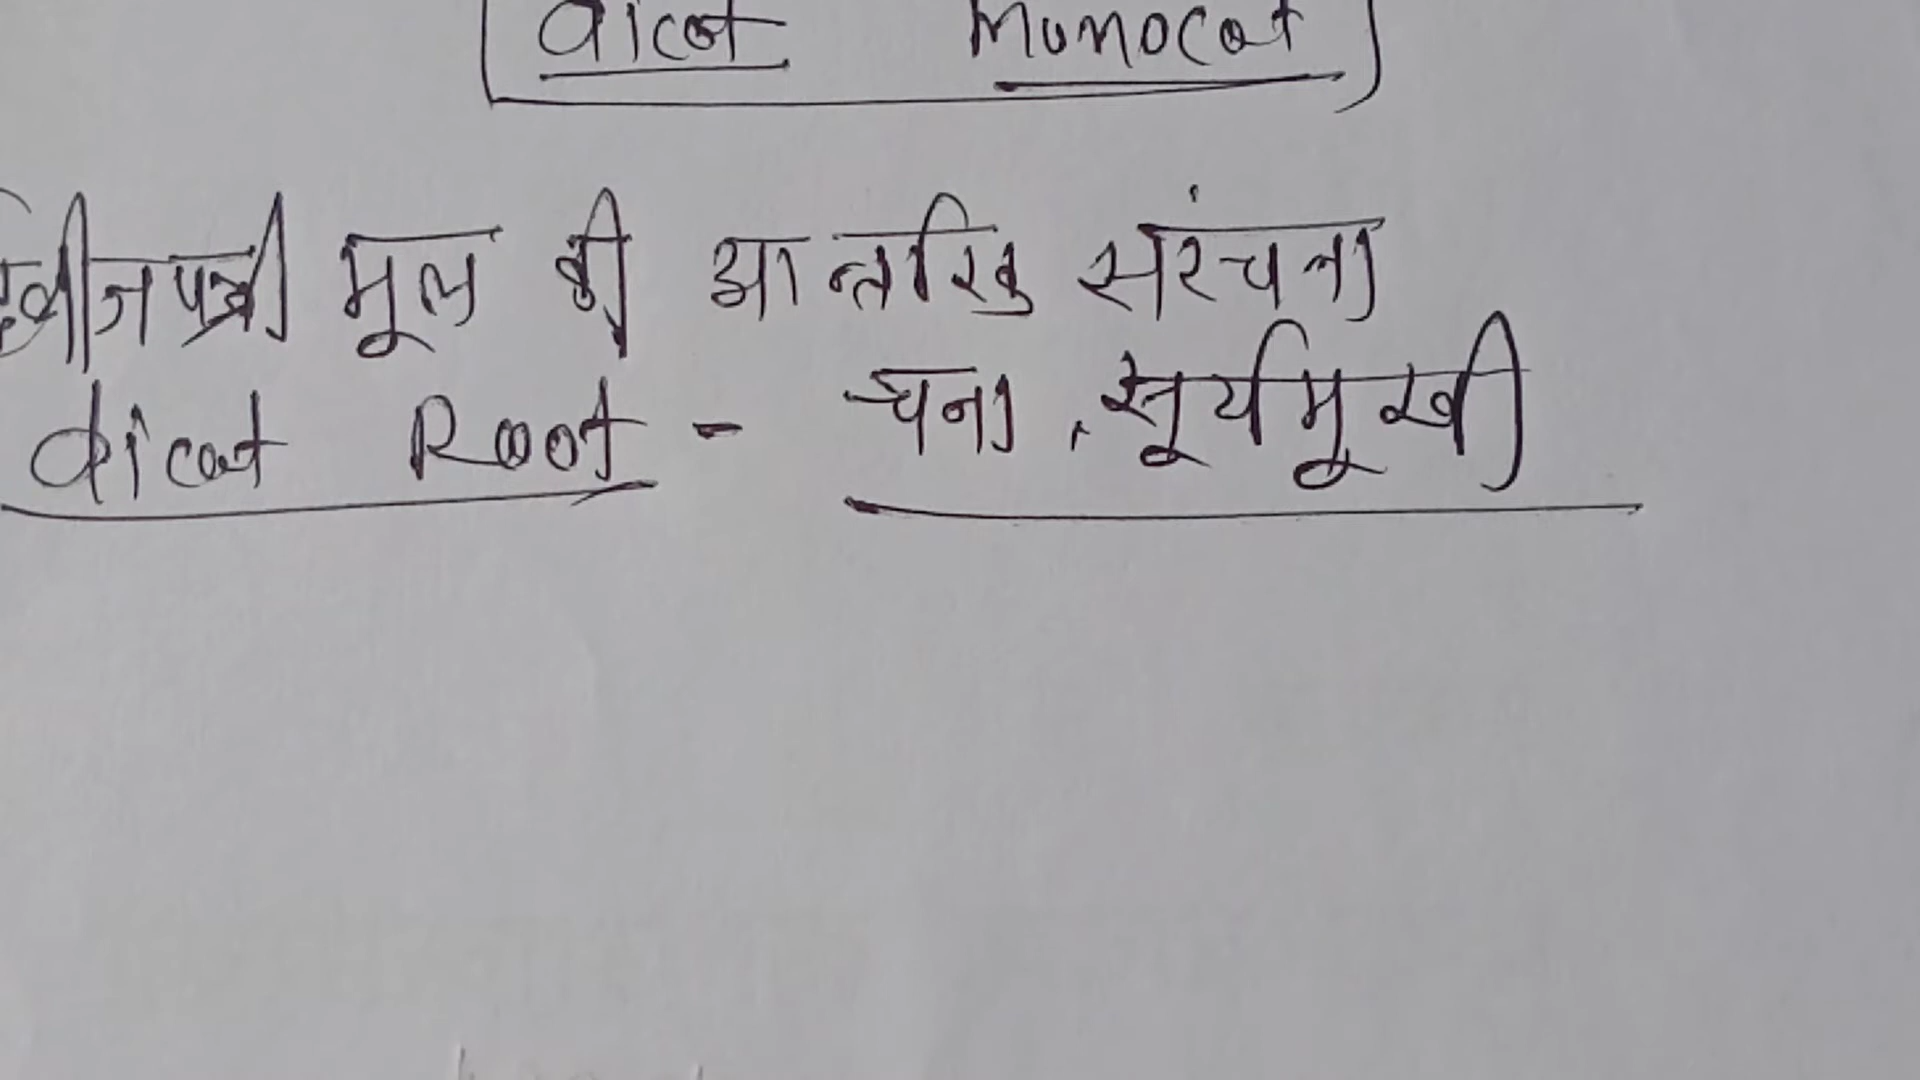 dicot Monocot
द्विबीजपत्री मूल की आन्तरिक संरचना
dicot Root - चना, सूर्यमूखी